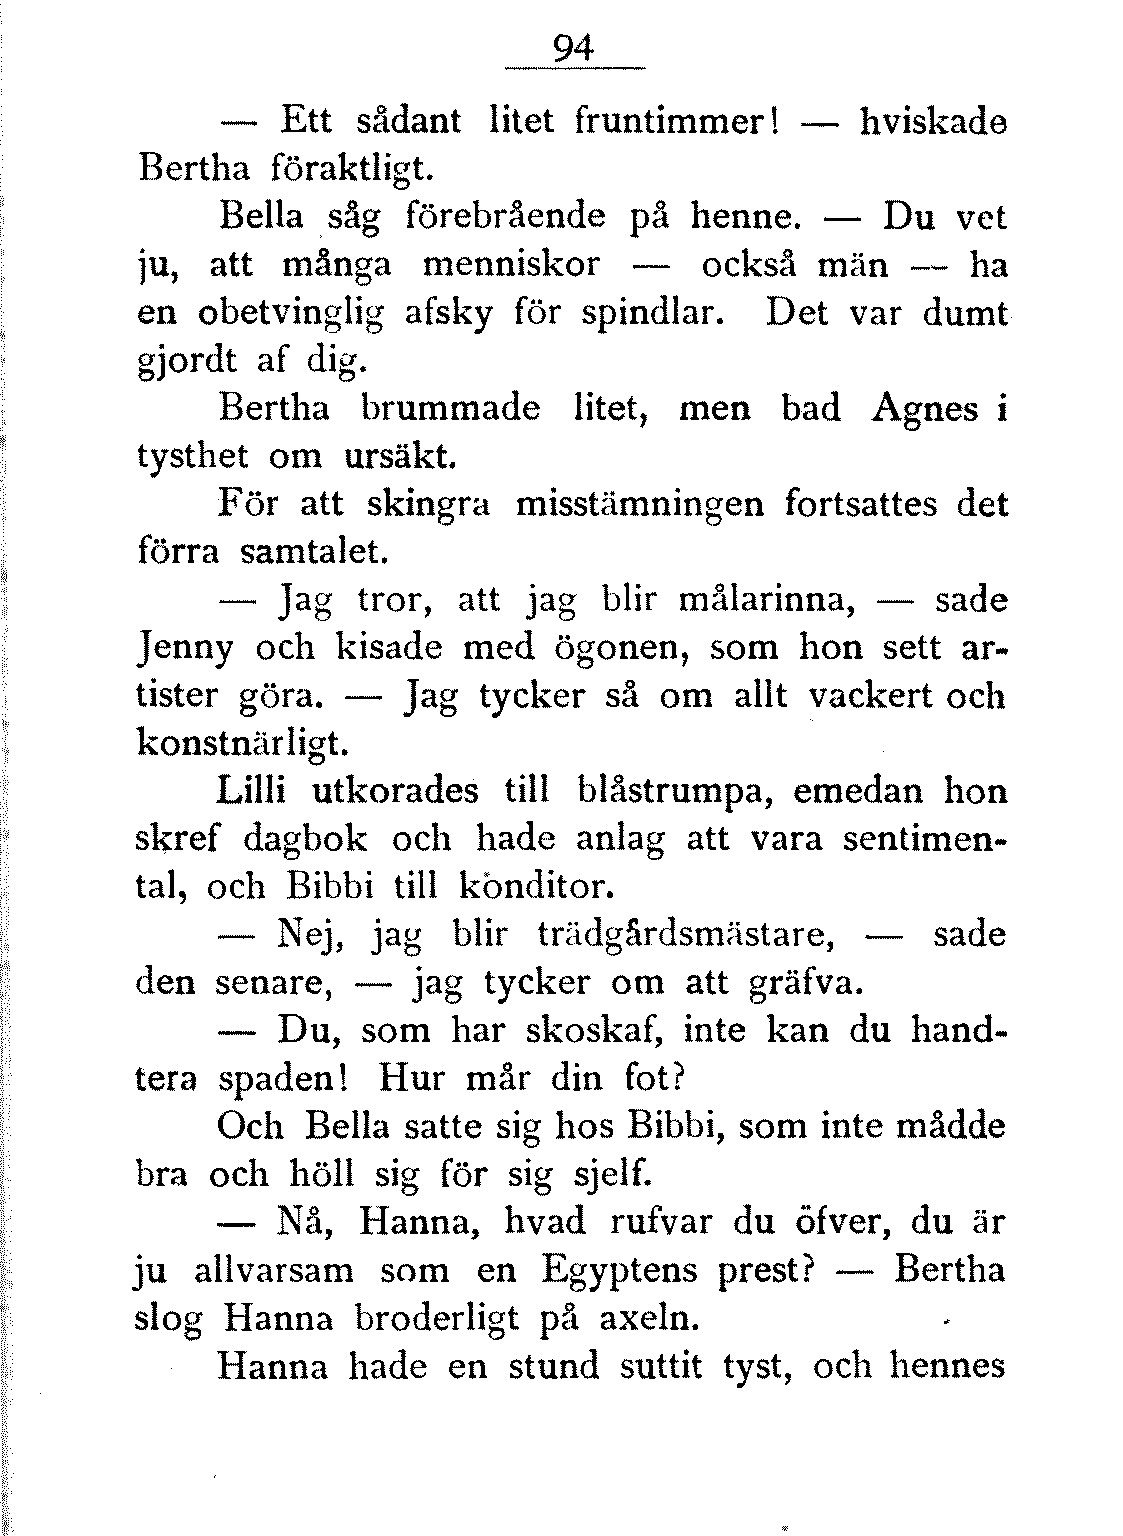 94
— Ett sådant litet fruntimmer! — hviskade
Bertha föraktligt.
Bella såg förebrående på henne. — Du vet
ju, att många menniskor — också män — ha
en obetvinglig afsky för spindlar. Det var dumt
gjordt af dig.
Bertha brummade litet, men bad Agnes i
tysthet om ursäkt.
För att skingra misstämningen fortsattes det
förra samtalet.
— Jag tror, att jag blir målarinna, — sade
Jenny och kisade med ögonen, som hon sett ar-
tister göra. — Jag tycker så om allt vackert och
konstnärligt.
Lilli utkorades till blåstrumpa, emedan hon
skref dagbok och hade anlag att vara sentimen-
tal, och Bibbi till konditor.
— Nej, jag blir trädgårdsmästare, — sade
den senare, — jag tycker om att gräfva.
— Du, som har skoskaf, inte kan du hand-
tera spaden! Hur mår din fot?
Och Bella satte sig hos Bibbi, som inte mådde
bra och höll sig för sig sjelf.
— Nå, Hanna, hvad rufvar du öfver, du är
ju allvarsam som en Egyptens prest? — Bertha
slog Hanna broderligt på axeln.
Hanna hade en stund suttit tyst, och hennes